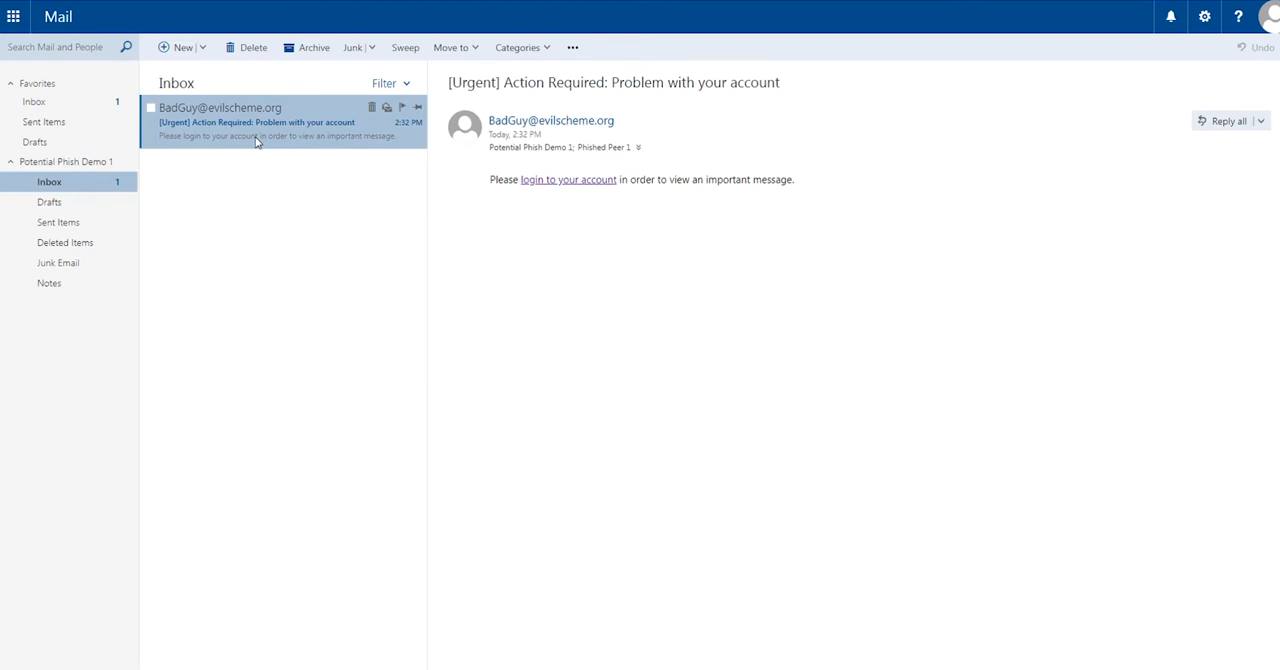 Mail
Search Mail and People
New
Delete
Archive
Junk
Sweep
Move to
Categories
Undo
Favorites
Inbox 1
Sent Items
Drafts
Potential Phish Demo 1
Inbox 1
Drafts
Sent Items
Deleted Items
Junk Email
Notes
Inbox
Filter
BadGuy@evilscheme.org
[Urgent] Action Required: Problem with your account 2:32 PM
Please login to your account in order to view an important message.
[Urgent] Action Required: Problem with your account
BadGuy@evilscheme.org
Today, 2:32 PM
Potential Phish Demo 1; Phished Peer 1
Reply all
Please login to your account in order to view an important message.